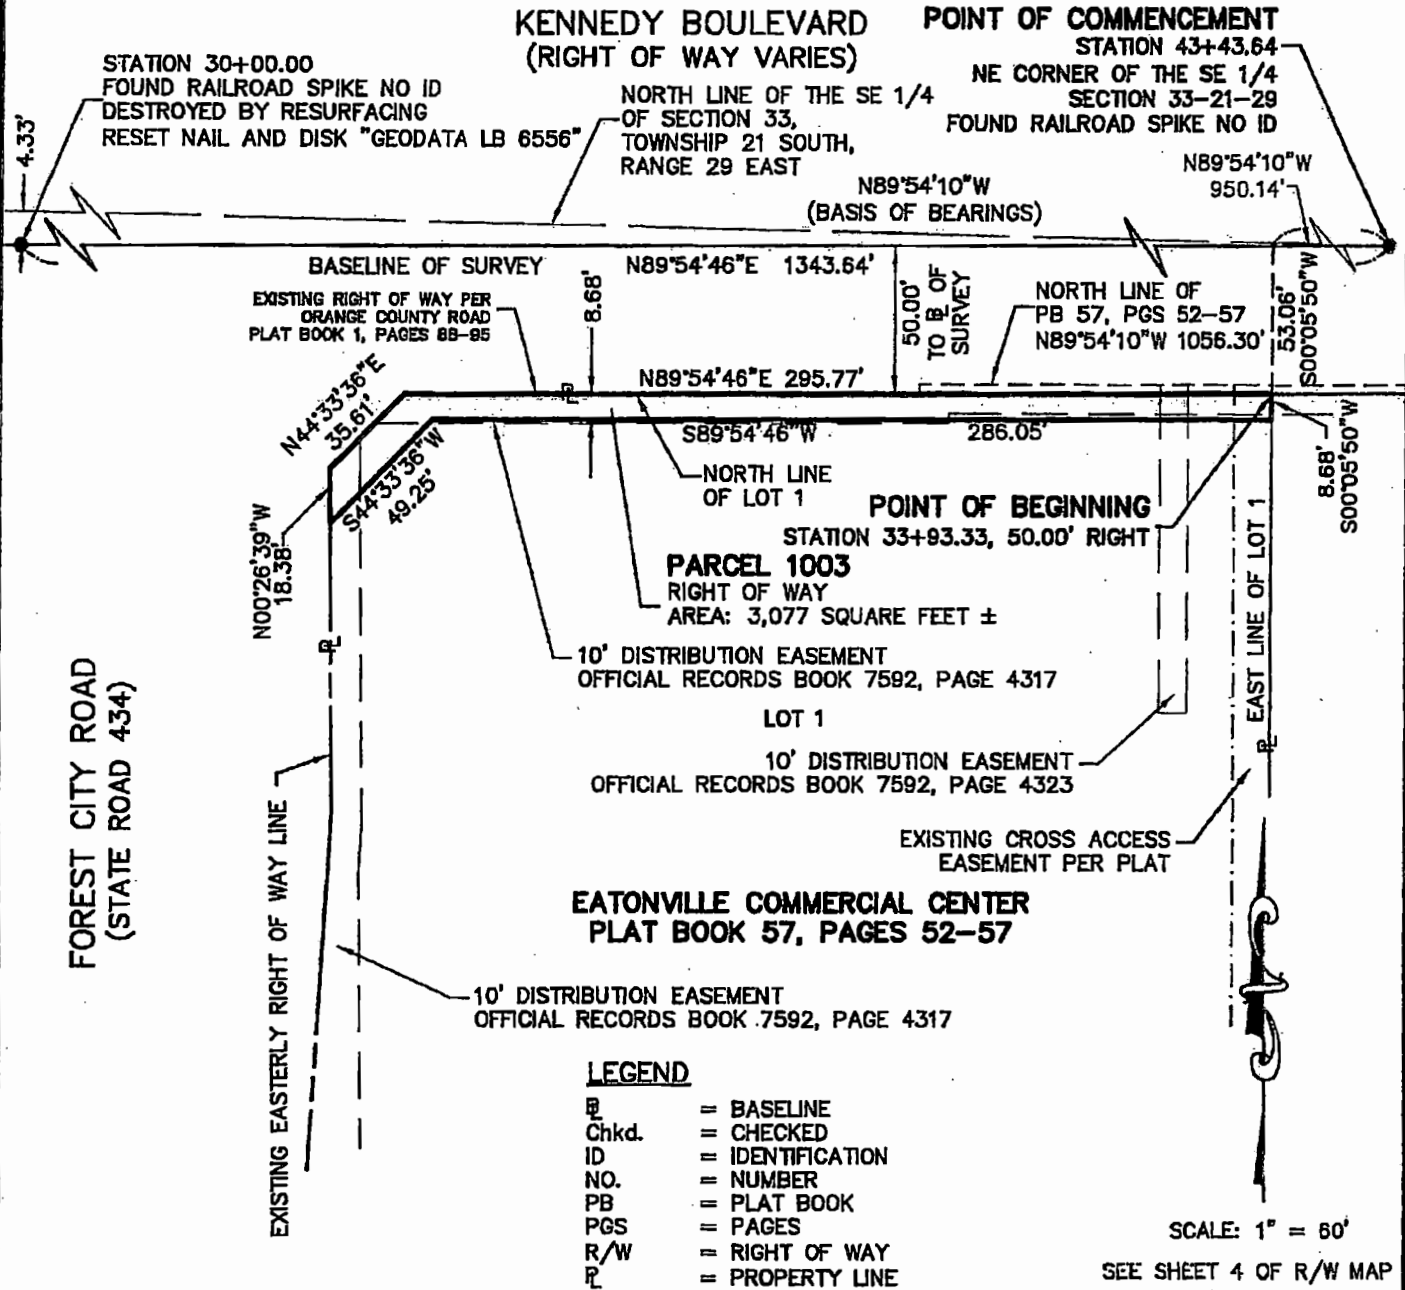 KENNEDY BOULEVARD
(RIGHT OF WAY VARIES)
POINT OF COMMENCEMENT
STATION 43+43.64
NE CORNER OF THE SE 1/4
SECTION 33-21-29
FOUND RAILROAD SPIKE NO ID
STATION 30+00.00
FOUND RAILROAD SPIKE NO ID
DESTROYED BY RESURFACING
RESET NAIL AND DISK "GEODATA LB 6556"
4.33'
NORTH LINE OF THE SE 1/4
OF SECTION 33,
TOWNSHIP 21 SOUTH,
RANGE 29 EAST
N89°54'10"W
(BASIS OF BEARINGS)
N89°54'10"W
950.14'
BASELINE OF SURVEY
N89°54'46"E 1343.64'
EXISTING RIGHT OF WAY PER
ORANGE COUNTY ROAD
PLAT BOOK 1, PAGES 88-95
8.68'
50.00'
TO BL OF
SURVEY
NORTH LINE OF
PB 57, PGS 52-57
N89°54'10"W 1056.30'
53.06'
S00°05'50"W
N44°33'36"E
35.61'
PL
N89°54'46"E 295.77'
S89°54'46"W
286.05'
S44°33'36"W
49.25'
NORTH LINE
OF LOT 1
8.68'
S00°05'50"W
POINT OF BEGINNING
STATION 33+93.33, 50.00' RIGHT
N00°26'39"W
18.38'
PARCEL 1003
RIGHT OF WAY
AREA: 3,077 SQUARE FEET ±
PL
10' DISTRIBUTION EASEMENT
OFFICIAL RECORDS BOOK 7592, PAGE 4317
LOT 1
EAST LINE OF LOT 1
PL
10' DISTRIBUTION EASEMENT
OFFICIAL RECORDS BOOK 7592, PAGE 4323
FOREST CITY ROAD
(STATE ROAD 434)
EXISTING EASTERLY RIGHT OF WAY LINE
EXISTING CROSS ACCESS
EASEMENT PER PLAT
EATONVILLE COMMERCIAL CENTER
PLAT BOOK 57, PAGES 52-57
10' DISTRIBUTION EASEMENT
OFFICIAL RECORDS BOOK .7592, PAGE 4317
LEGEND
BL = BASELINE
Chkd. = CHECKED
ID = IDENTIFICATION
NO. = NUMBER
PB = PLAT BOOK
PGS = PAGES
R/W = RIGHT OF WAY
PL = PROPERTY LINE
SCALE: 1" = 60'
SEE SHEET 4 OF R/W MAP